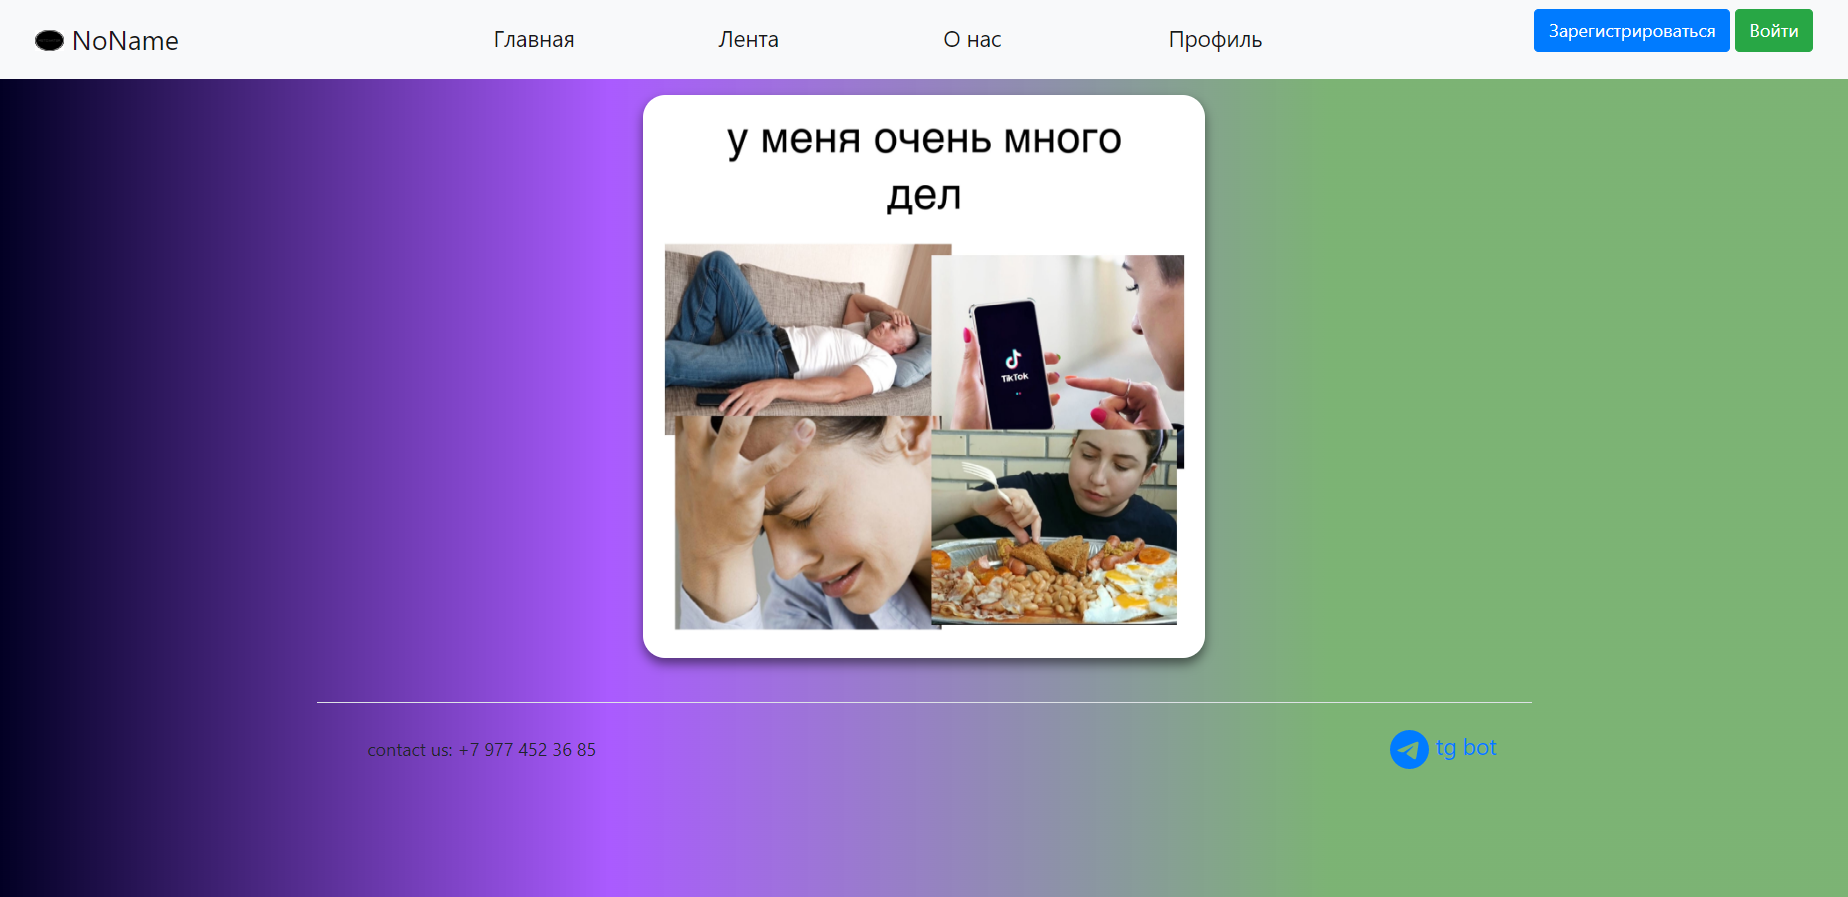 NoName
Главная
Лента
О нас
Профиль
Зарегистрироваться
Войти
у меня очень много
дел
TikTok
contact us: +7 977 452 36 85
tg bot